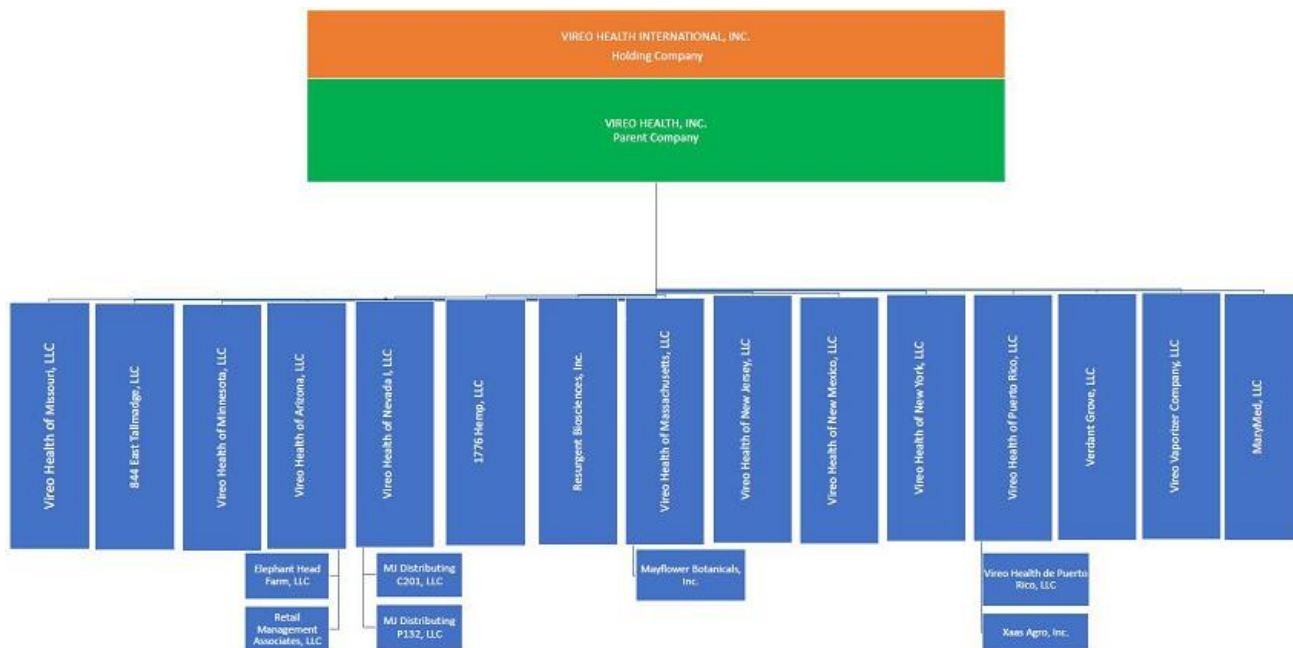 VIREO HEALTH INTERNATIONAL, INC.
Holding Company
VIREO HEALTH, INC.
Parent Company
Vireo Health of Missouri, LLC
844 East Tallmadge, LLC
Vireo Health of Minnesota, LLC
Vireo Health of Arizona, LLC
Vireo Health of Nevada I, LLC
1776 Hemp, LLC
Resurgent Biosciences, Inc.
Vireo Health of Massachusetts, LLC
Vireo Health of New Jersey, LLC
Vireo Health of New Mexico, LLC
Vireo Health of New York, LLC
Vireo Health of Puerto Rico, LLC
Verdant Grove, LLC
Vireo Vaporizer Company, LLC
MaryMed, LLC
Elephant Head
Farm, LLC
Retail
Management
Associates, LLC
MJ Distributing
C201, LLC
MJ Distributing
P132, LLC
Mayflower Botanicals,
Inc.
Vireo Health de Puerto
Rico, LLC
Xaas Agro, Inc.